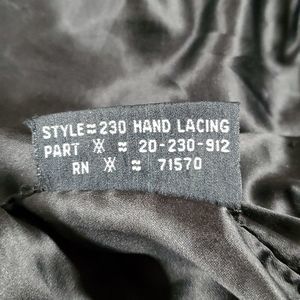 STYLE≈230 HAND LACING
PART ※ ≈ 20-230-912
RN ※ ≈ 71570